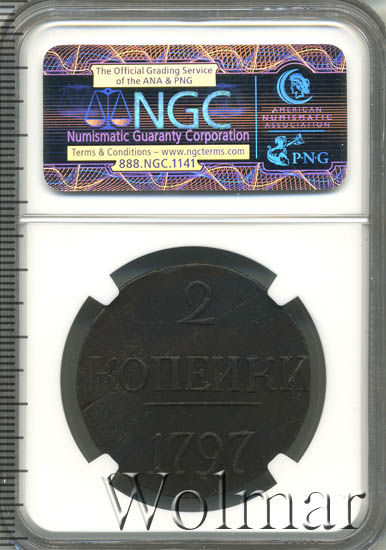 The Official Grading Service
of the ANA & PNG
NGC
Numismatic Guaranty Corporation
Terms & Conditions – www.ngcterms.com
888.NGC.1141
AMERICAN
NUMISMATIC
ASSOCIATION
PNG
2
КОПЕЙКИ
1797
Wolmar